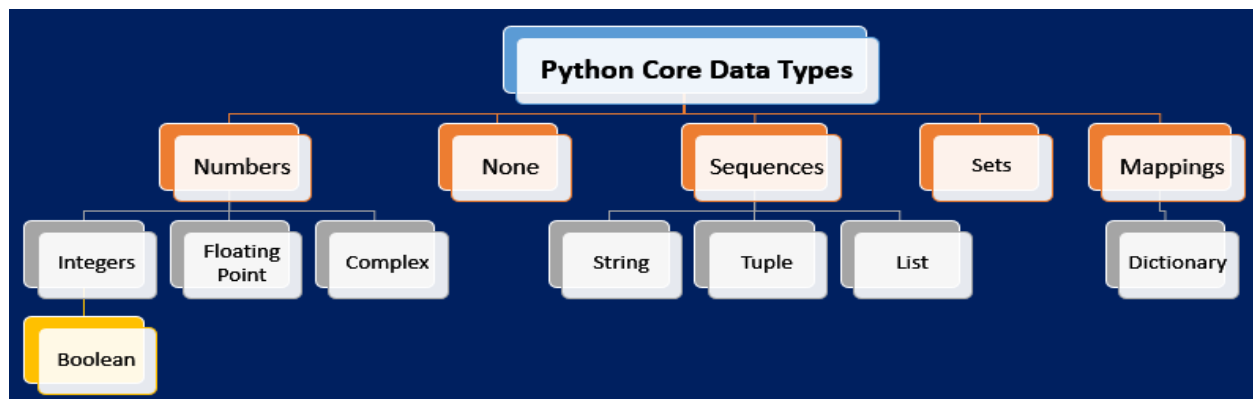 Python Core Data Types
Numbers
None
Sequences
Sets
Mappings
Integers
Floating
Point
Complex
String
Tuple
List
Dictionary
Boolean